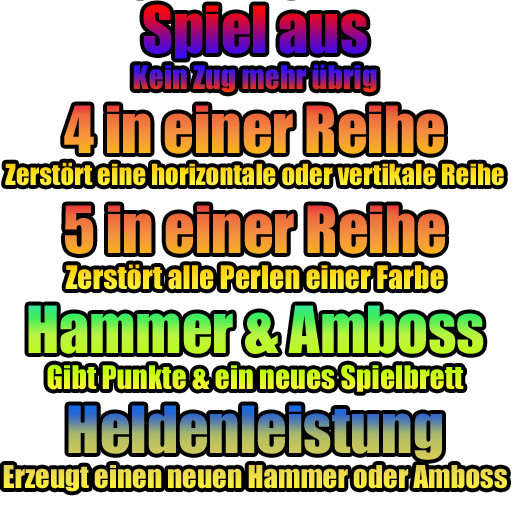 Spiel aus
Kein Zug mehr übrig
4 in einer Reihe
Zerstört eine horizontale oder vertikale Reihe
5 in einer Reihe
Zerstört alle Perlen einer Farbe
Hammer & Amboss
Gibt Punkte & ein neues Spielbrett
Heldenleistung
Erzeugt einen neuen Hammer oder Amboss